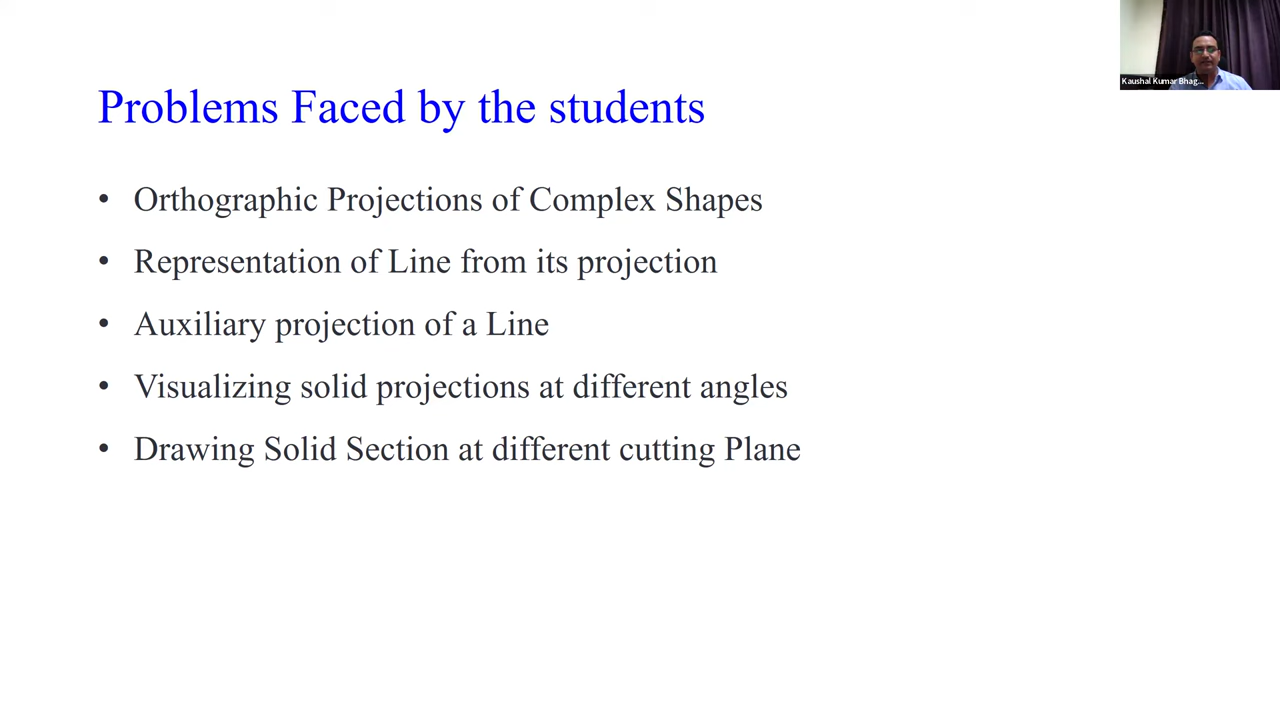 Kaushal Kumar Bhag...
Problems Faced by the students
• Orthographic Projections of Complex Shapes
• Representation of Line from its projection
• Auxiliary projection of a Line
• Visualizing solid projections at different angles
• Drawing Solid Section at different cutting Plane